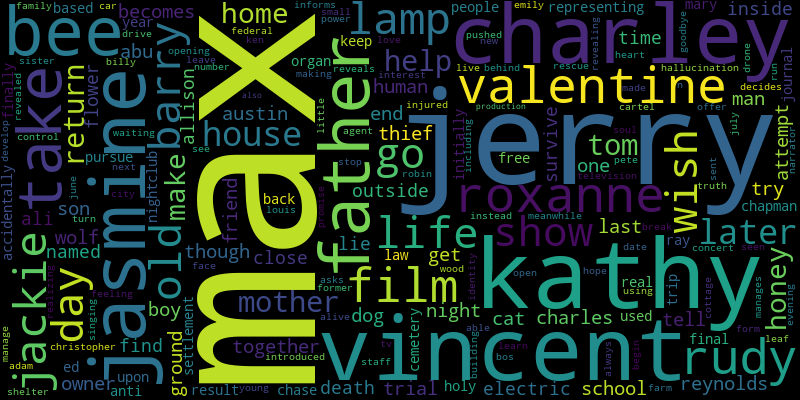 family
car
based
year
becomes
home
lamp
people
representing
emily
mary
inside
bee
drive
power
informs
small
federal
ken
love
making
opening
leave
number
reveals
interest
organ
keep
human
help
charley
pushed
new
behind
live
rescue
heart
hallucination
revealing
time
goodbye
drone
run
abu
sister
billy
finally
take
jasmine
return
flower
barry
allison
austin
house
max
father
little
agent
stop
end
thief
go
robin
valentine
made
cartel
decides
offer
production
man
journal
jerry
tom
soul
july
injured
also
see
waiting
pursue
revealed
develop
control
accidentally
next
city
june
turn
nightclub
make
survive
initially
including
free
pete
sent
truth
narrator
one
television
wish
try
attempt
chapman
roxanne
outside
back
louis
friend
promise
son
ali
wolf
named
old
though
face
close
lie
life
law
get
wood
former
asks
alive
film
show
instead
meanwhile
last
break
date
ray
concert
seen
later
real
using
hope
open
identity
trip
cottage
manages
evening
honey
kathy
jackie
day
feeling
realizing
singing
boy
settlement
mother
night
dog
cemetery
cat
charles
used
tell
final
form
leaf
find
ground
together
introduced
tv
staff
vincent
able
learn
building
bos
always
begin
rudy
manage
christopher
adam
shelter
owner
ed
upon
anti
result
young
chase
death
trial
holy
electric
school
farm
reynolds